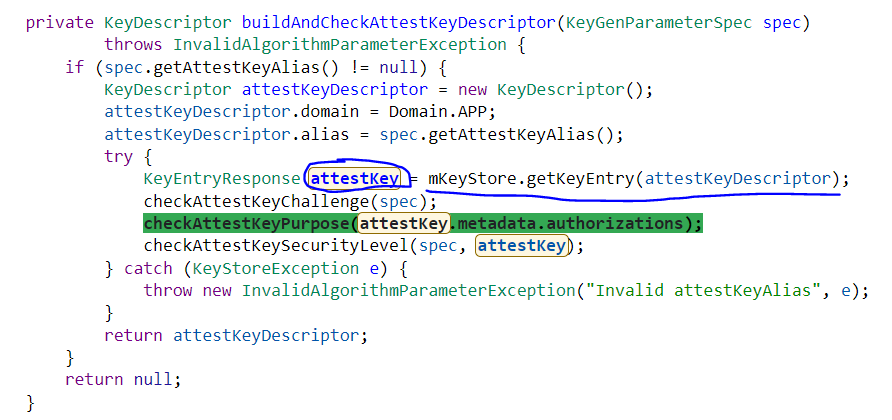 private KeyDescriptor buildAndCheckAttestKeyDescriptor(KeyGenParameterSpec spec)
        throws InvalidAlgorithmParameterException {
    if (spec.getAttestKeyAlias() != null) {
        KeyDescriptor attestKeyDescriptor = new KeyDescriptor();
        attestKeyDescriptor.domain = Domain.APP;
        attestKeyDescriptor.alias = spec.getAttestKeyAlias();
        try {
            KeyEntryResponse attestKey = mKeyStore.getKeyEntry(attestKeyDescriptor);
            checkAttestKeyChallenge(spec);
            checkAttestKeyPurpose(attestKey.metadata.authorizations);
            checkAttestKeySecurityLevel(spec, attestKey);
        } catch (KeyStoreException e) {
            throw new InvalidAlgorithmParameterException("Invalid attestKeyAlias", e);
        }
        return attestKeyDescriptor;
    }
    return null;
}